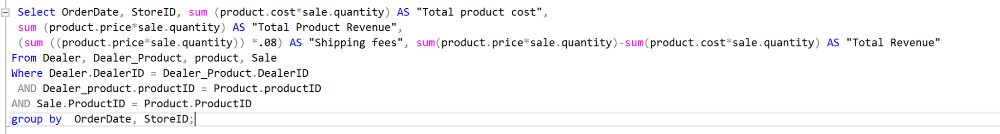 Select OrderDate, StoreID, sum (product.cost*sale.quantity) AS "Total product cost",
sum (product.price*sale.quantity) AS "Total Product Revenue",
(sum ((product.price*sale.quantity)) *.08) AS "Shipping fees", sum(product.price*sale.quantity)-sum(product.cost*sale.quantity) AS "Total Revenue"
From Dealer, Dealer_Product, product, Sale
Where Dealer.DealerID = Dealer_Product.DealerID
AND Dealer_product.productID = Product.productID
AND Sale.ProductID = Product.ProductID
group by  OrderDate, StoreID;